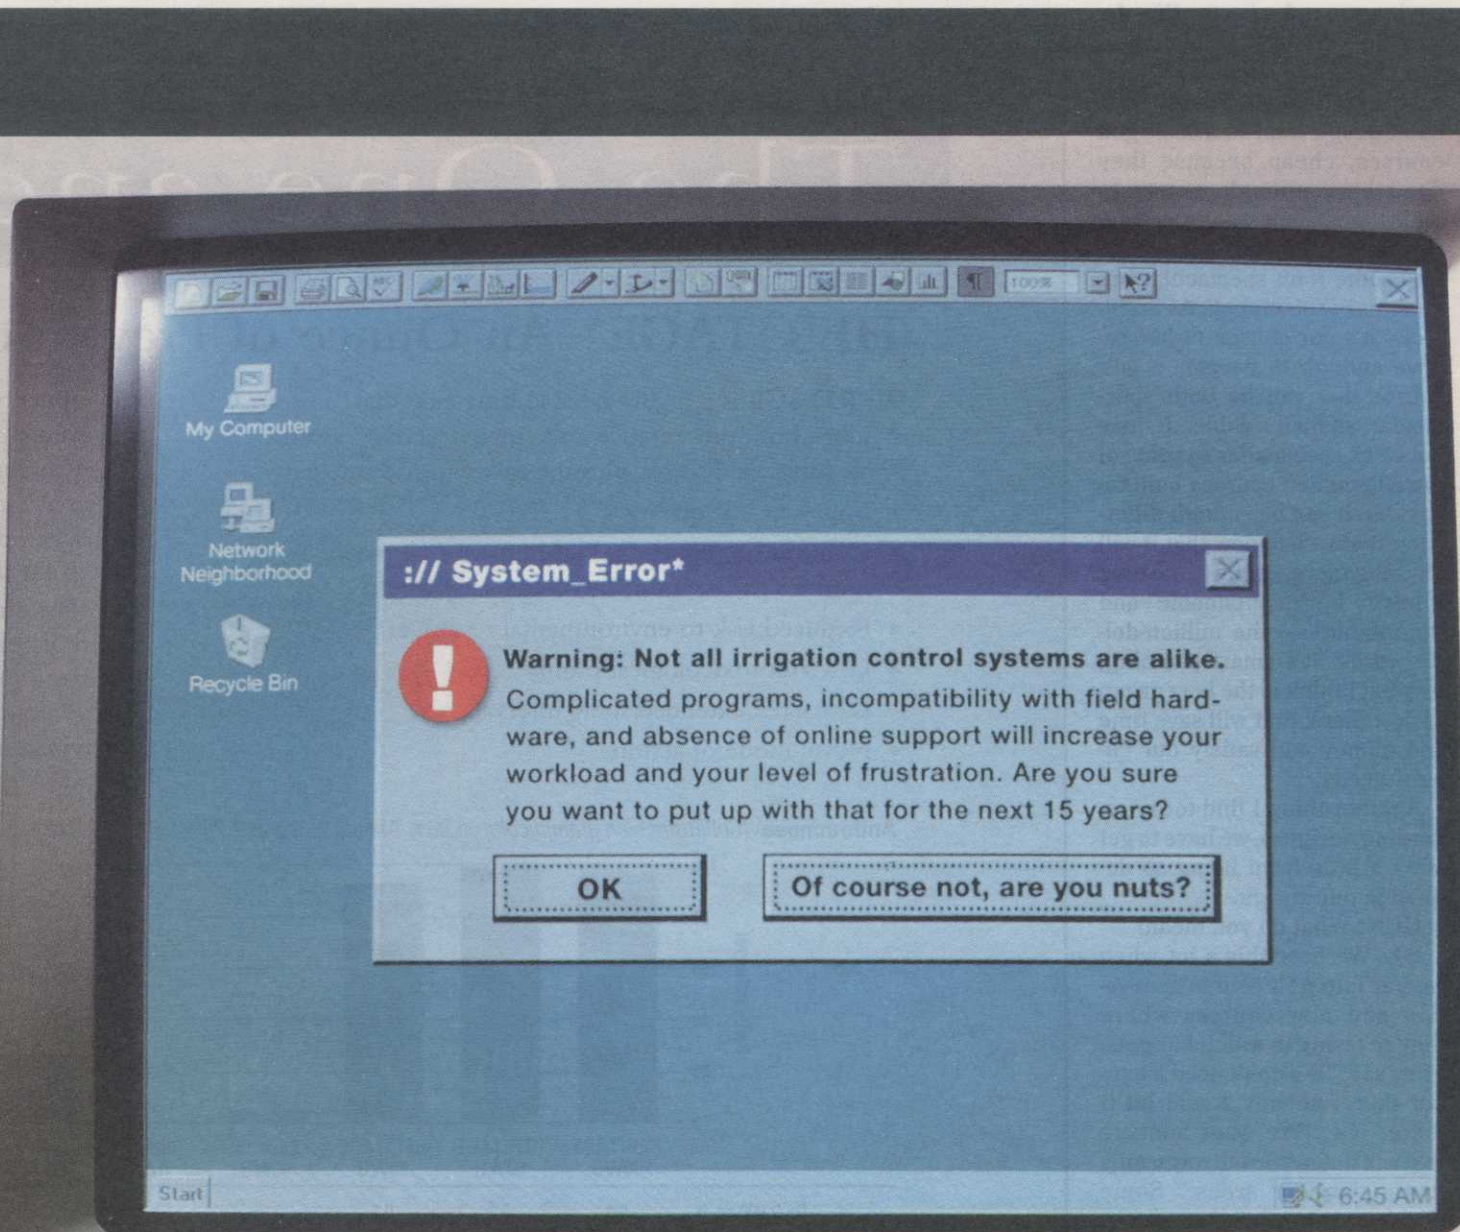 100%
My Computer
Network
Neighborhood
Recycle Bin
:// System_Error*
Warning: Not all irrigation control systems are alike.
Complicated programs, incompatibility with field hard-
ware, and absence of online support will increase your
workload and your level of frustration. Are you sure
you want to put up with that for the next 15 years?
OK
Of course not, are you nuts?
Start
6:45 AM